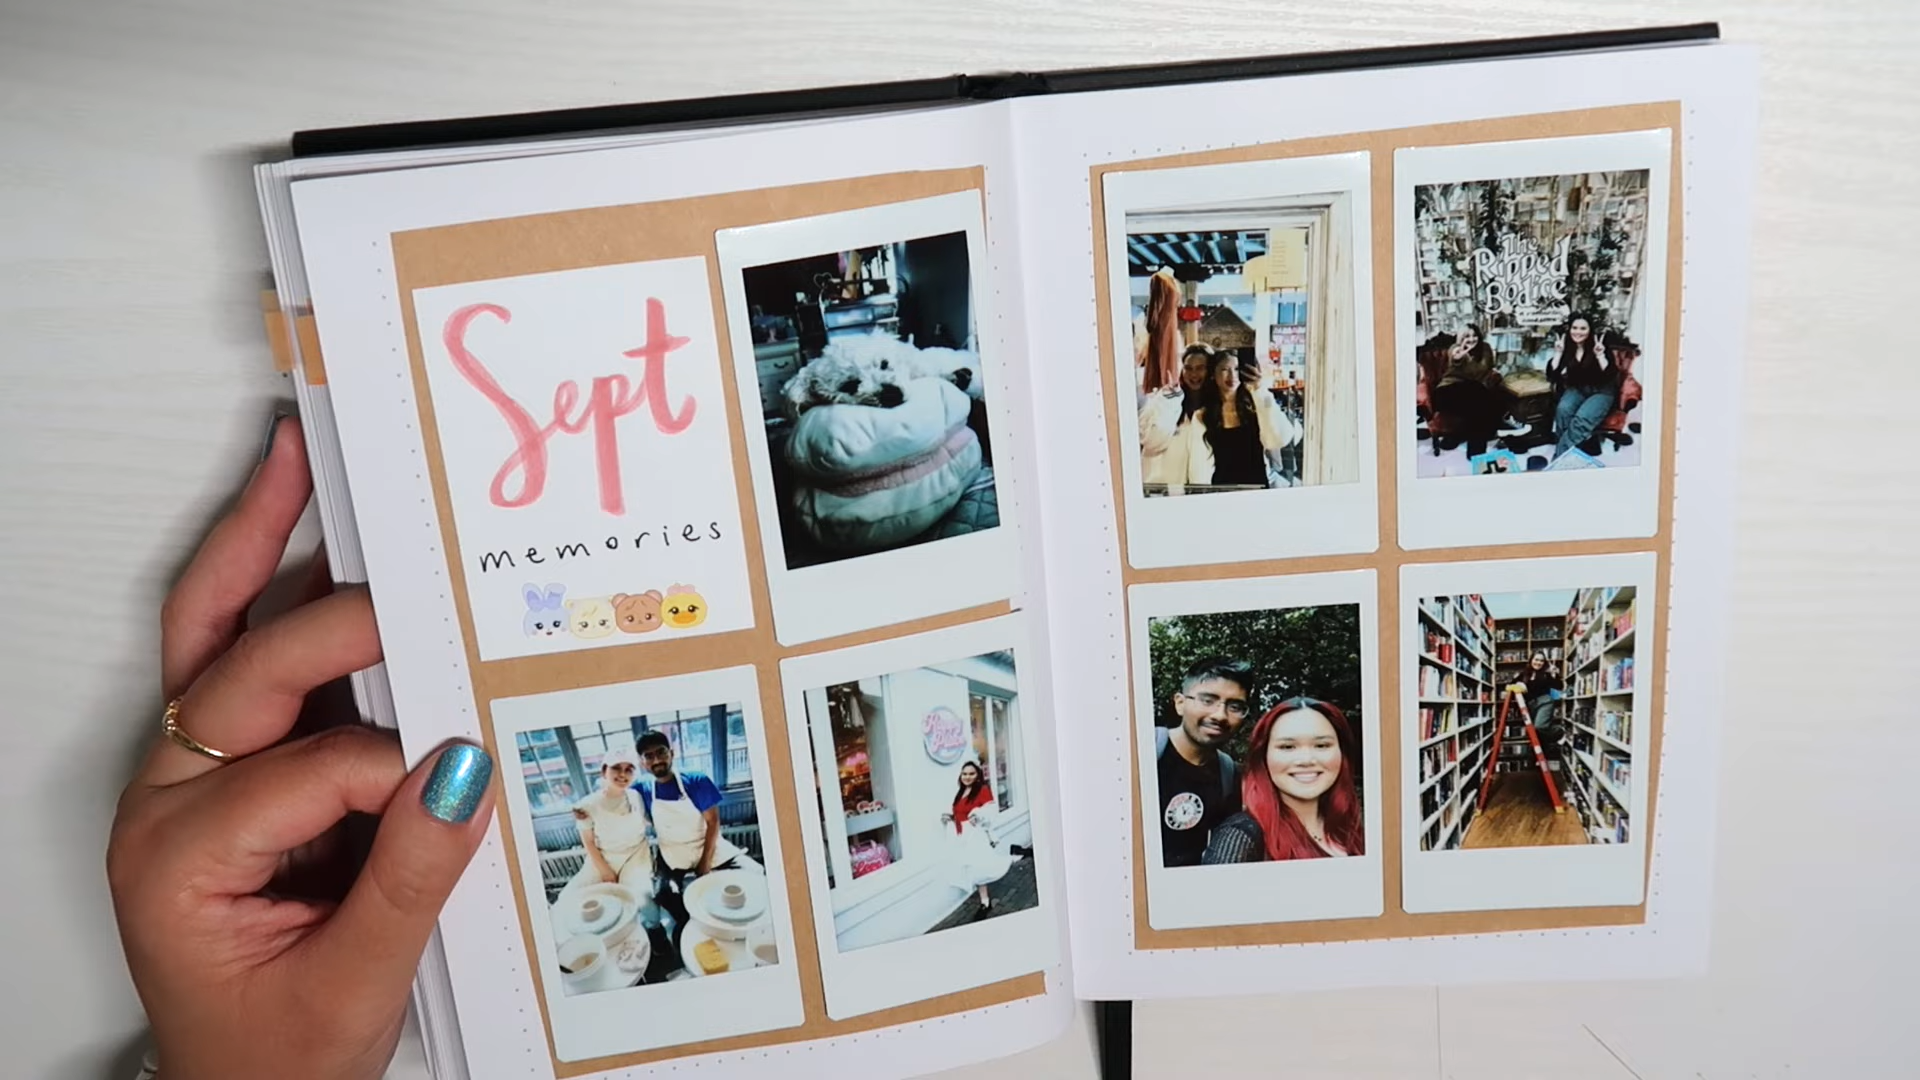 Sept
memories
The
Ripped
Bodice